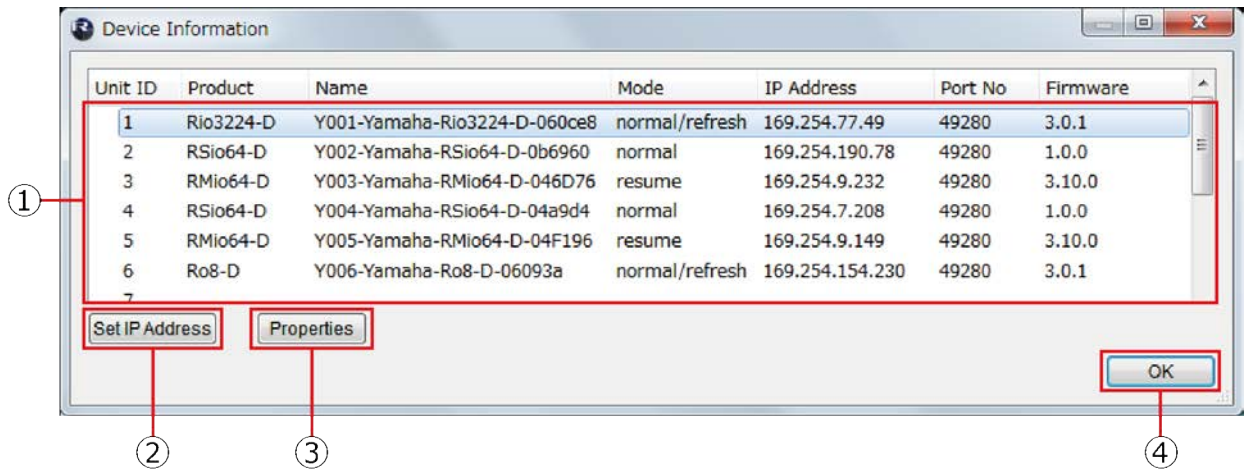 Device Information
Unit ID Product Name Mode IP Address Port No Firmware
1 Rio3224-D Y001-Yamaha-Rio3224-D-060ce8 normal/refresh 169.254.77.49 49280 3.0.1
2 RSio64-D Y002-Yamaha-RSio64-D-0b6960 normal 169.254.190.78 49280 1.0.0
3 RMio64-D Y003-Yamaha-RMio64-D-046D76 resume 169.254.9.232 49280 3.10.0
4 RSio64-D Y004-Yamaha-RSio64-D-04a9d4 normal 169.254.7.208 49280 1.0.0
5 RMio64-D Y005-Yamaha-RMio64-D-04F196 resume 169.254.9.149 49280 3.10.0
6 Ro8-D Y006-Yamaha-Ro8-D-06093a normal/refresh 169.254.154.230 49280 3.0.1
7
①
Set IP Address Properties
OK
② ③ ④